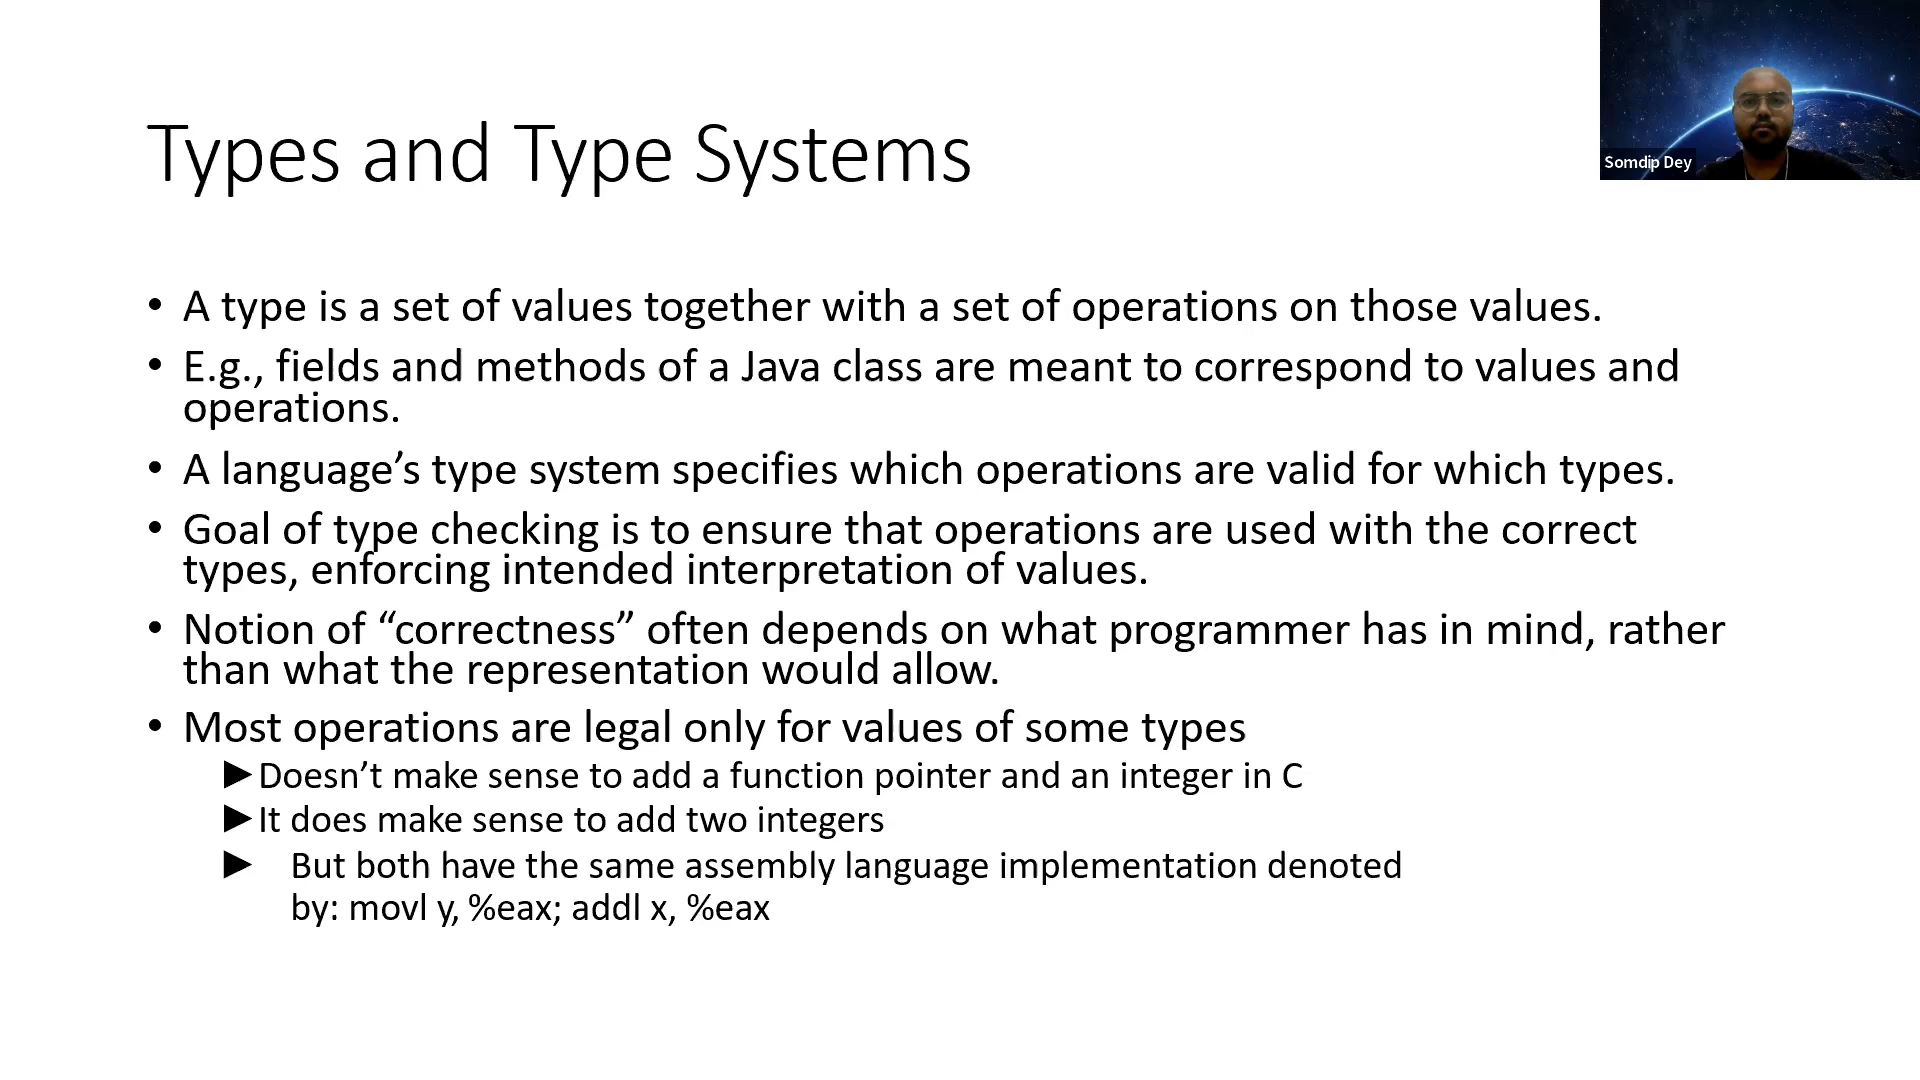 Types and Type Systems
Somdip Dey
• A type is a set of values together with a set of operations on those values.
• E.g., fields and methods of a Java class are meant to correspond to values and
operations.
• A language’s type system specifies which operations are valid for which types.
• Goal of type checking is to ensure that operations are used with the correct
types, enforcing intended interpretation of values.
• Notion of “correctness” often depends on what programmer has in mind, rather
than what the representation would allow.
• Most operations are legal only for values of some types
▶Doesn’t make sense to add a function pointer and an integer in C
▶It does make sense to add two integers
▶ But both have the same assembly language implementation denoted
by: movl y, %eax; addl x, %eax